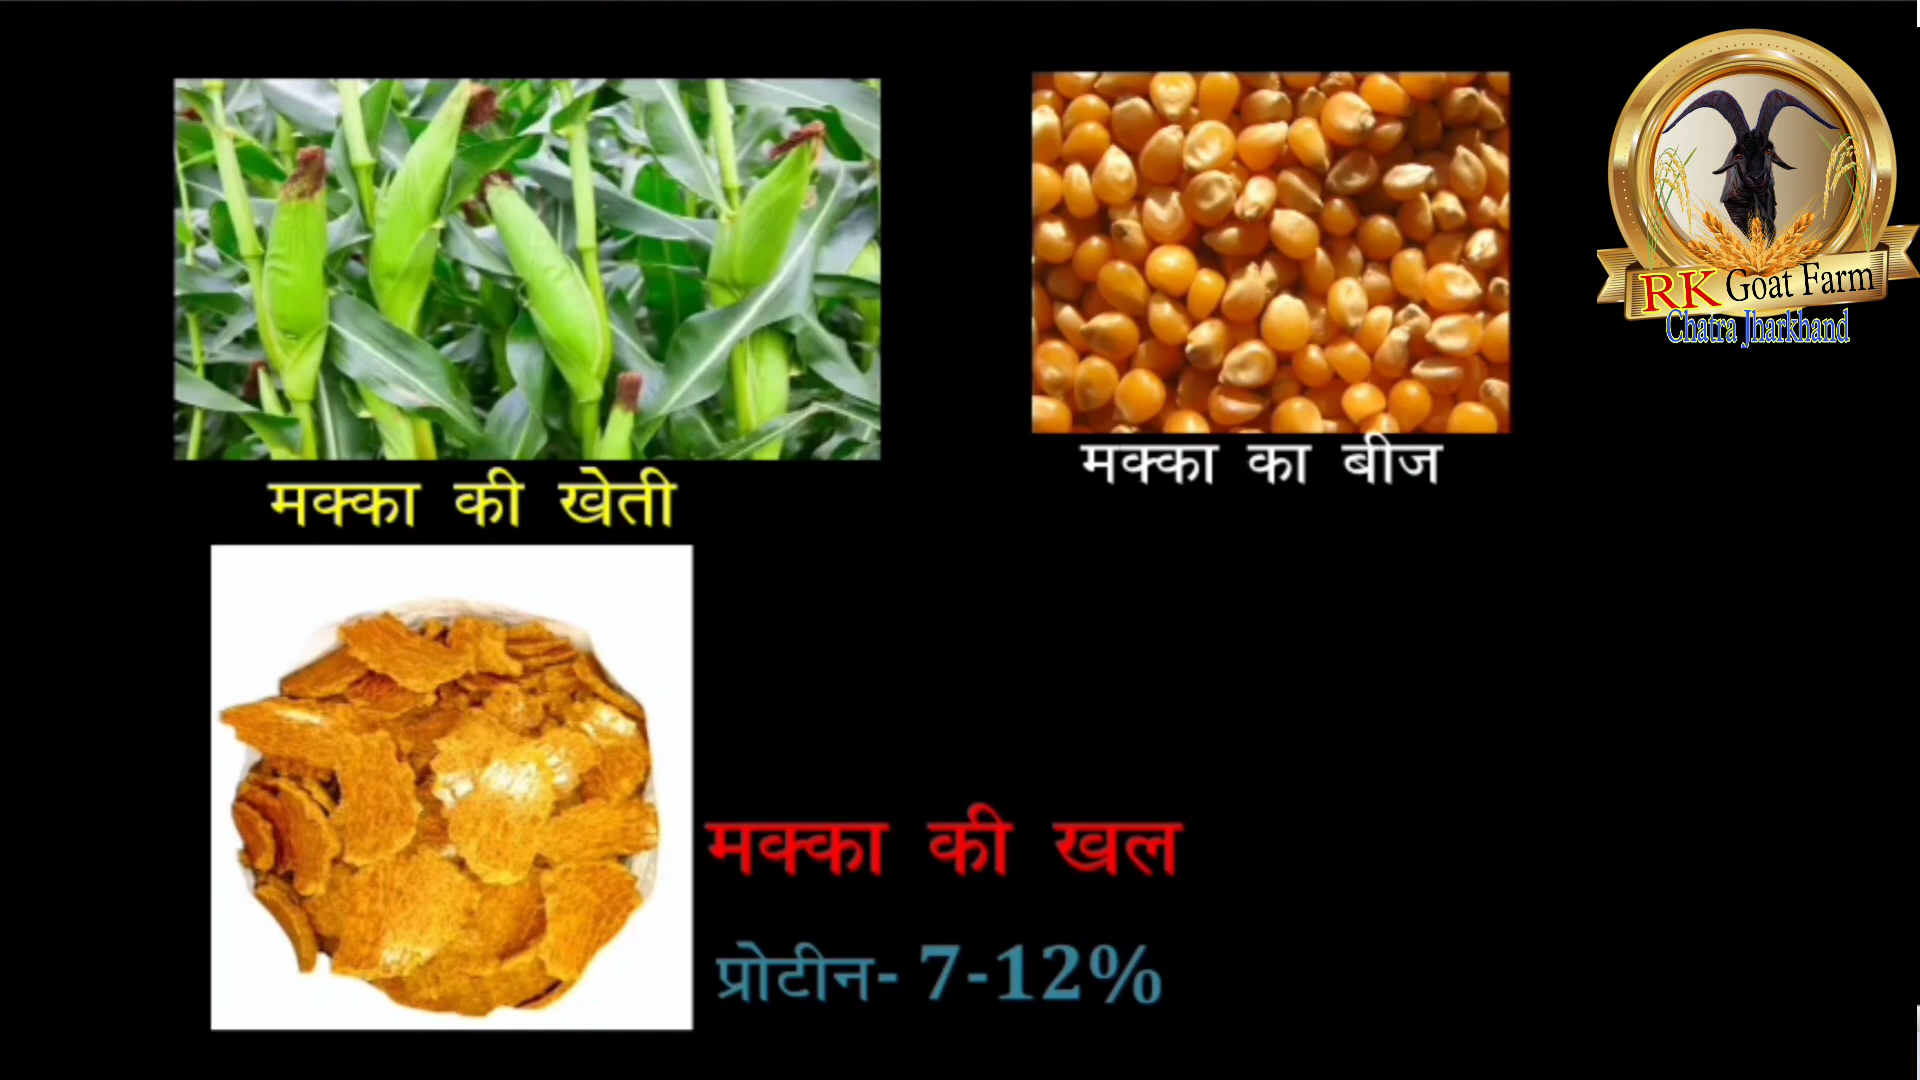 RK Goat Farm
Chatra Jharkhand
मक्का की खेती
मक्का का बीज
मक्का की खल
प्रोटीन- 7-12%